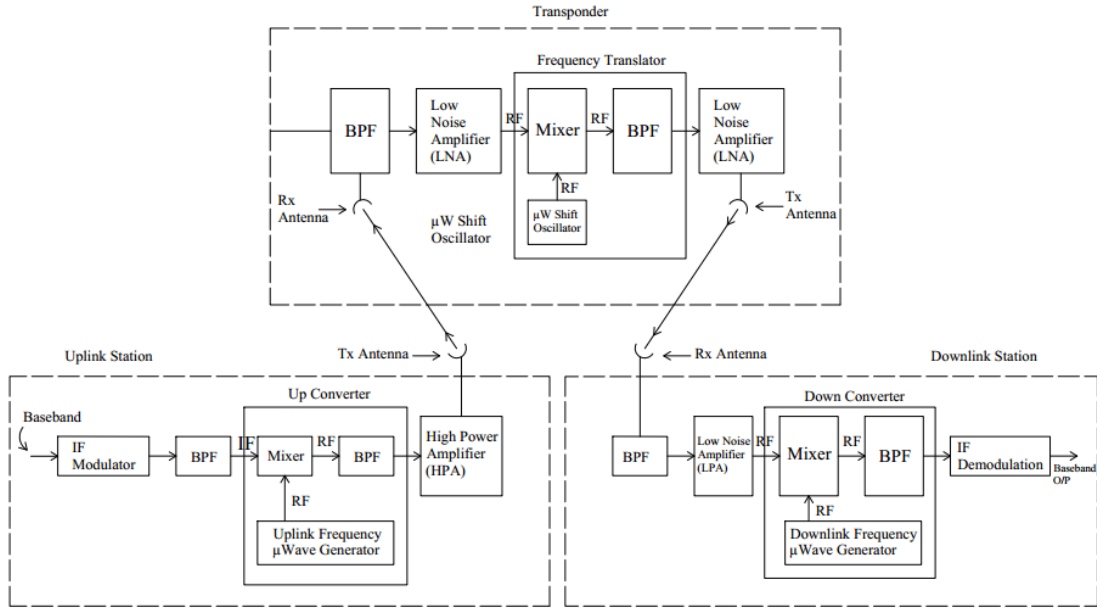 Transponder
Frequency Translator
BPF
Low
Noise
Amplifier
(LNA)
RF
Mixer
RF
BPF
Low
Noise
Amplifier
(LNA)
RF
µW Shift
Oscillator
Rx
Antenna
µW Shift
Oscillator
Tx
Antenna
Uplink Station
Tx Antenna
Rx Antenna
Downlink Station
Up Converter
Baseband
IF
Modulator
BPF
IF
Mixer
RF
BPF
High Power
Amplifier
(HPA)
RF
Uplink Frequency
µWave Generator
Down Converter
BPF
Low Noise
Amplifier
(LPA)
RF
Mixer
RF
BPF
IF
Demodulation
Baseband
O/P
RF
Downlink Frequency
µWave Generator